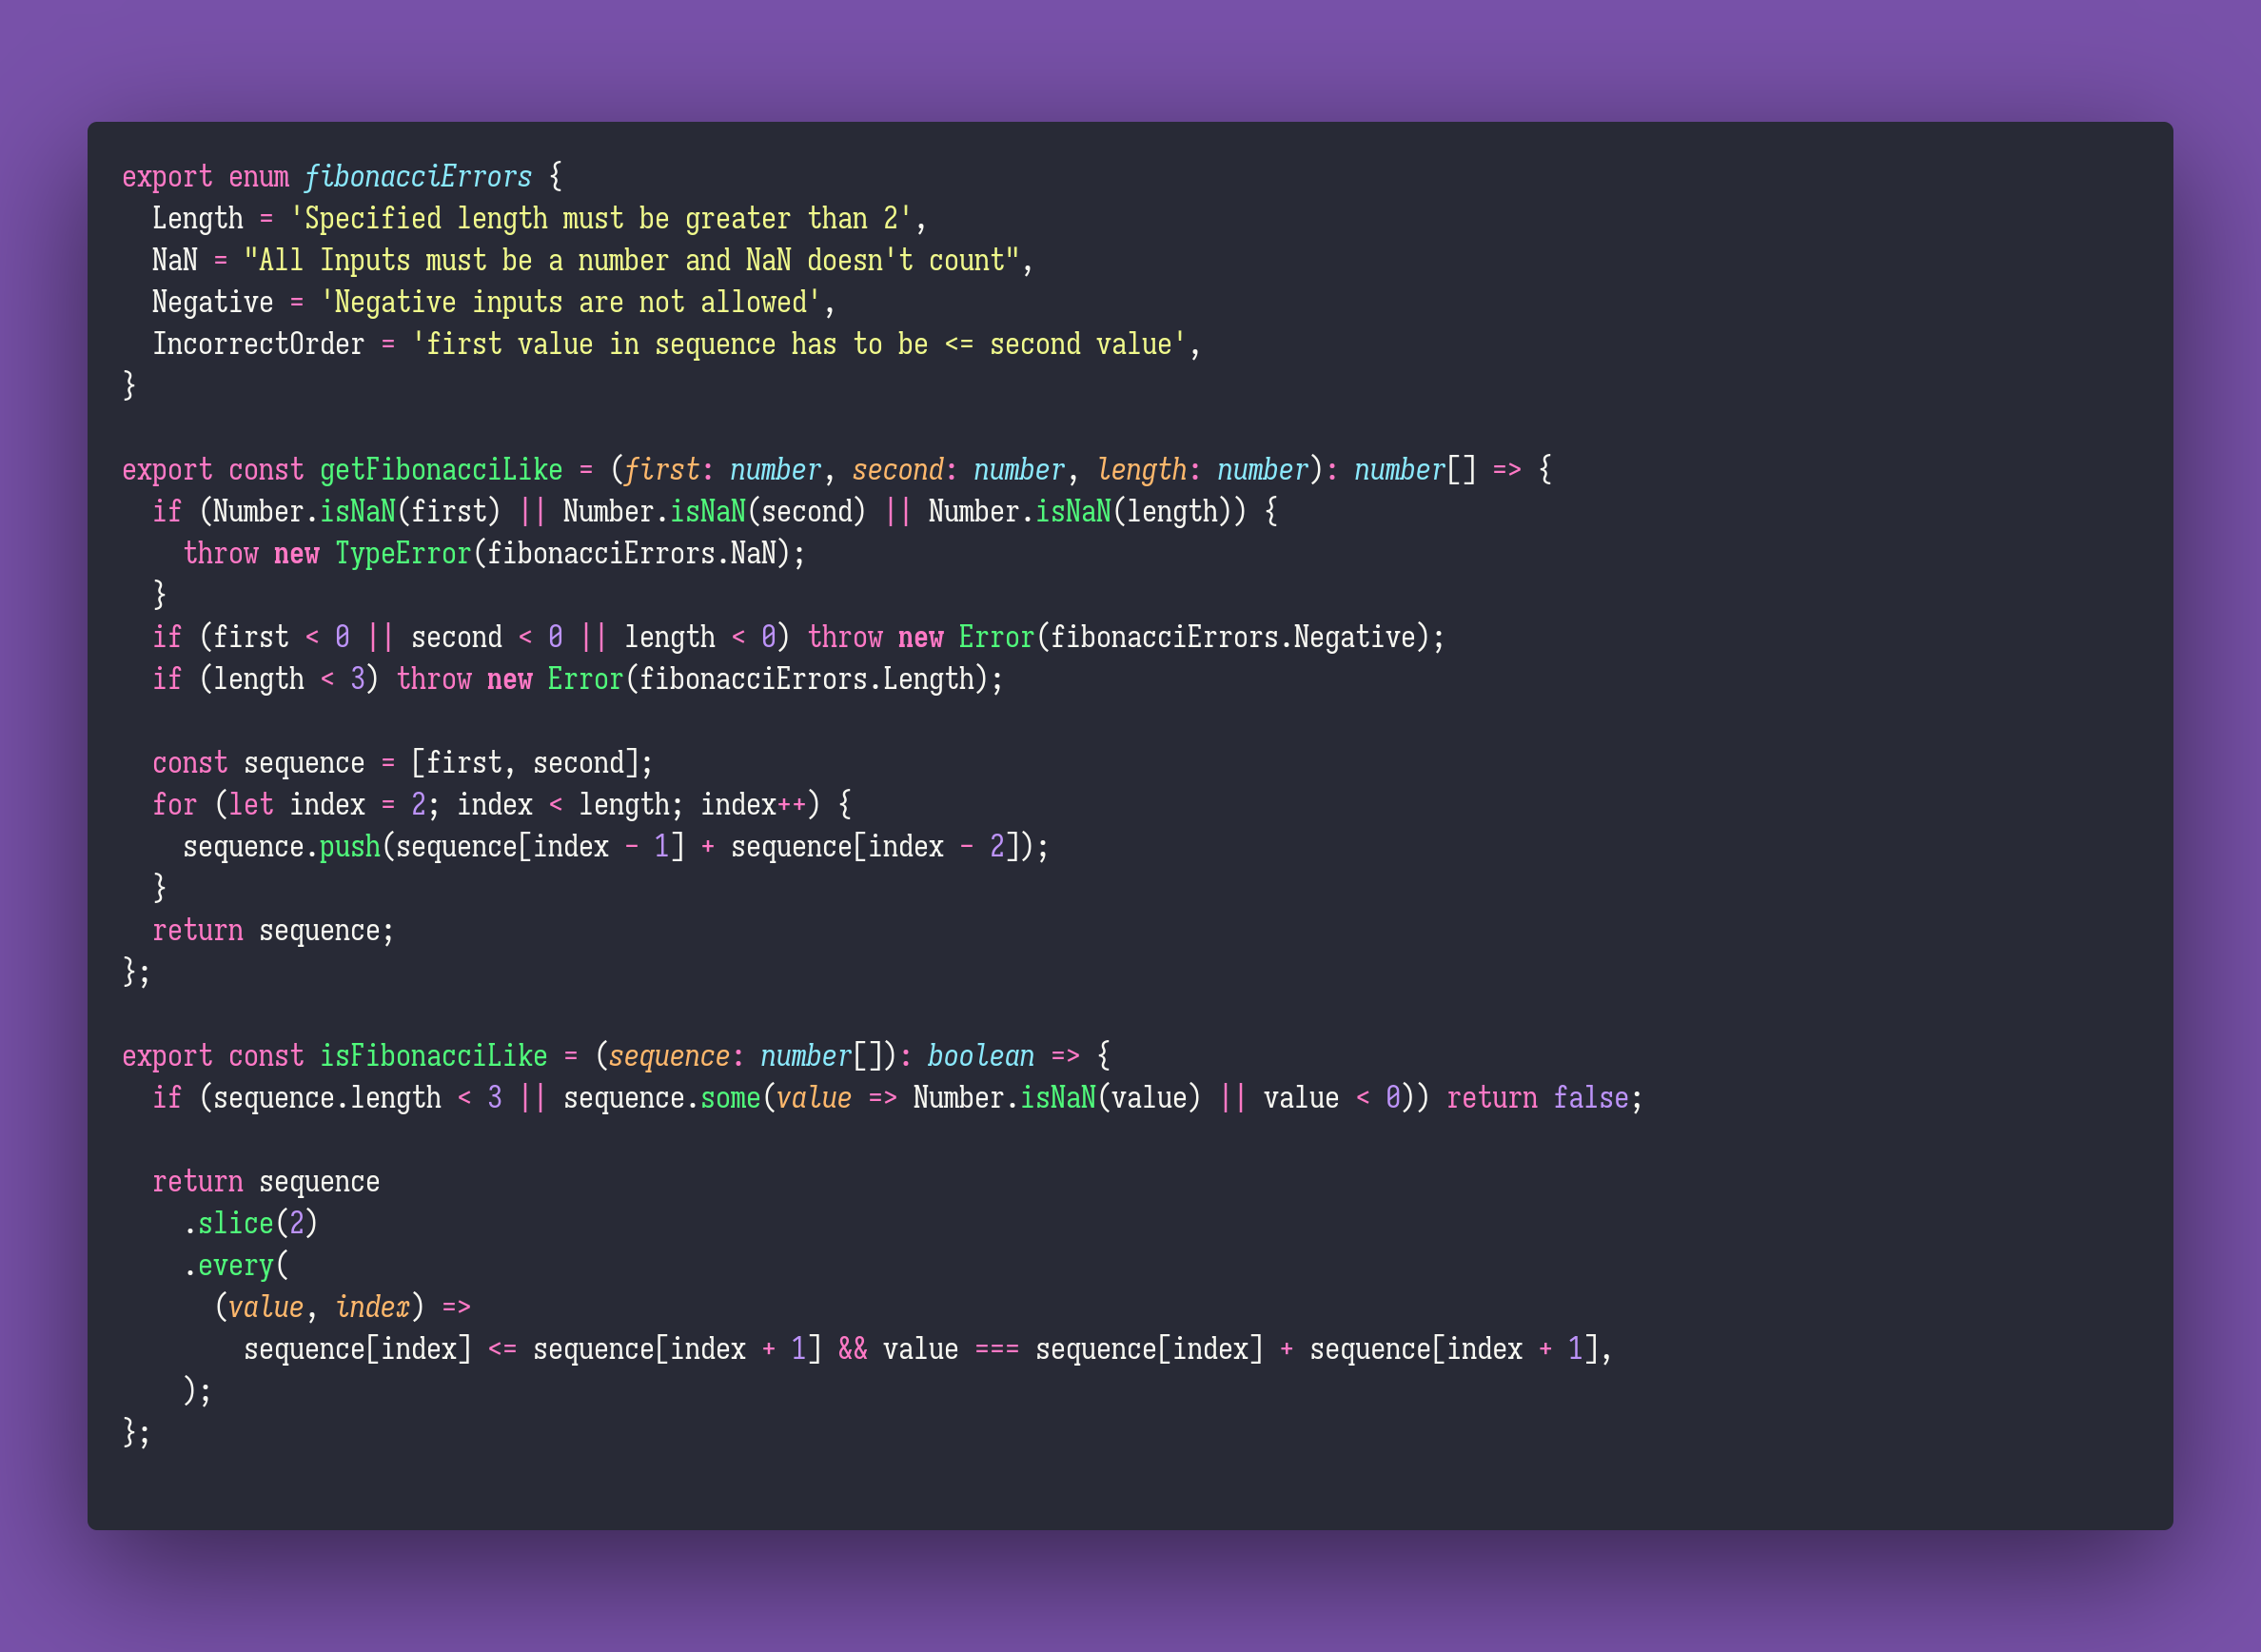 export enum fibonacciErrors {
  Length = 'Specified length must be greater than 2',
  NaN = "All Inputs must be a number and NaN doesn't count",
  Negative = 'Negative inputs are not allowed',
  IncorrectOrder = 'first value in sequence has to be <= second value',
}

export const getFibonacciLike = (first: number, second: number, length: number): number[] => {
  if (Number.isNaN(first) || Number.isNaN(second) || Number.isNaN(length)) {
    throw new TypeError(fibonacciErrors.NaN);
  }
  if (first < 0 || second < 0 || length < 0) throw new Error(fibonacciErrors.Negative);
  if (length < 3) throw new Error(fibonacciErrors.Length);

  const sequence = [first, second];
  for (let index = 2; index < length; index++) {
    sequence.push(sequence[index - 1] + sequence[index - 2]);
  }
  return sequence;
};

export const isFibonacciLike = (sequence: number[]): boolean => {
  if (sequence.length < 3 || sequence.some(value => Number.isNaN(value) || value < 0)) return false;

  return sequence
    .slice(2)
    .every(
      (value, index) =>
        sequence[index] <= sequence[index + 1] && value === sequence[index] + sequence[index + 1],
    );
};